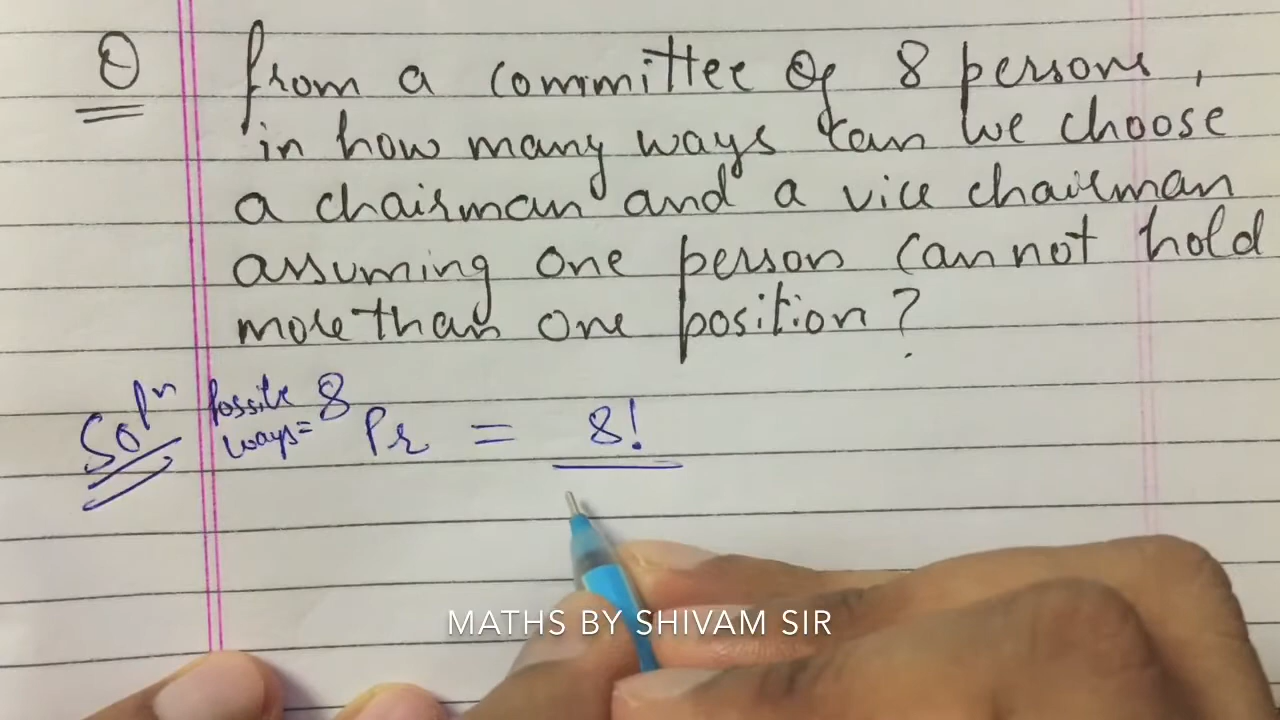 Q from a committee of 8 persons,
in how many ways can we choose
a chairman and a vice chairman
assuming one person cannot hold
more than one position?
Solⁿ Possible ways = ⁸Pr = 8!
MATHS BY SHIVAM SIR